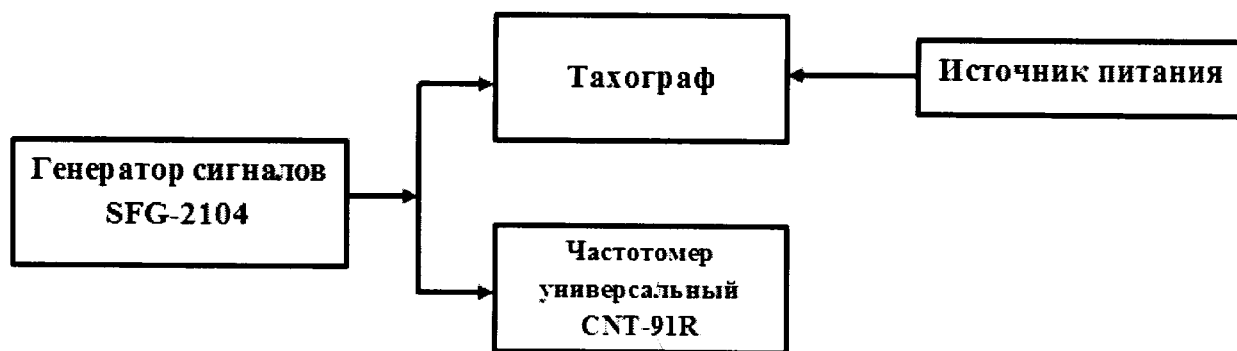 Тахограф
Источник питания
Генератор сигналов
SFG-2104
Частотомер
универсальный
CNT-91R